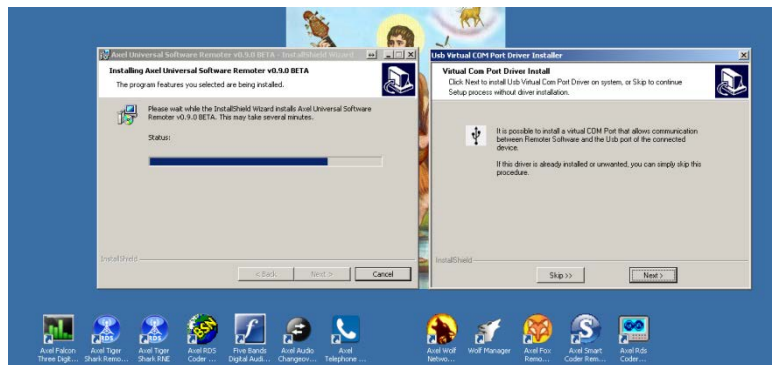 Axel Universal Software Remoter v0.9.0 BETA - InstallShield Wizard
Installing Axel Universal Software Remoter v0.9.0 BETA
The program features you selected are being installed.
Please wait while the InstallShield Wizard installs Axel Universal Software
Remoter v0.9.0 BETA. This may take several minutes.
Status:
InstallShield
< Back
Next >
Cancel
Usb Virtual COM Port Driver Installer
Virtual Com Port Driver Install
Click Next to install Usb Virtual Com Port Driver on system, or Skip to continue
Setup process without driver installation.
It is possible to install a virtual COM Port that allows communication
between Remoter Software and the Usb port of the connected
device.
If this driver is already installed or unwanted, you can simply skip this
procedure.
InstallShield
Skip >>
Next >
RDS
RDS
BSN
Axel Falcon
Three Digit...
Axel Tiger
Shark Remo...
Axel Tiger
Shark RNE
Axel RDS
Coder ...
Five Bands
Digital Audi...
Axel Audio
Changeov...
Axel
Telephone ...
Axel Wolf
Netwo...
Wolf Manager
Axel Fox
Remo...
Axel Smart
Coder Rem...
Axel Rds
Coder...